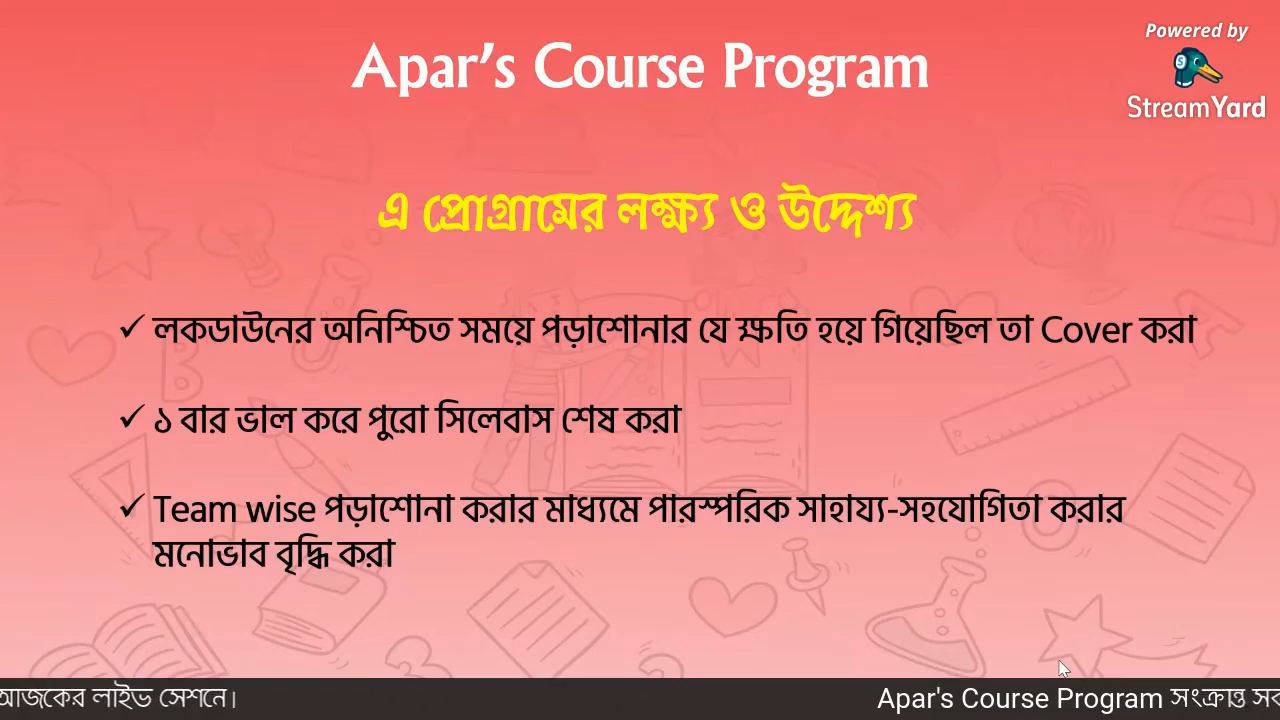 Powered by
StreamYard
Apar's Course Program
এ প্রোগ্রামের লক্ষ্য ও উদ্দেশ্য
✓ লকডাউনের অনিশ্চিত সময়ে পড়াশোনার যে ক্ষতি হয়ে গিয়েছিল তা Cover করা
✓ ১ বার ভাল করে পুরো সিলেবাস শেষ করা
✓ Team wise পড়াশোনা করার মাধ্যমে পারস্পরিক সাহায্য-সহযোগিতা করার
মনোভাব বৃদ্ধি করা
আজকের লাইভ সেশনে। Apar's Course Program সংক্রান্ত